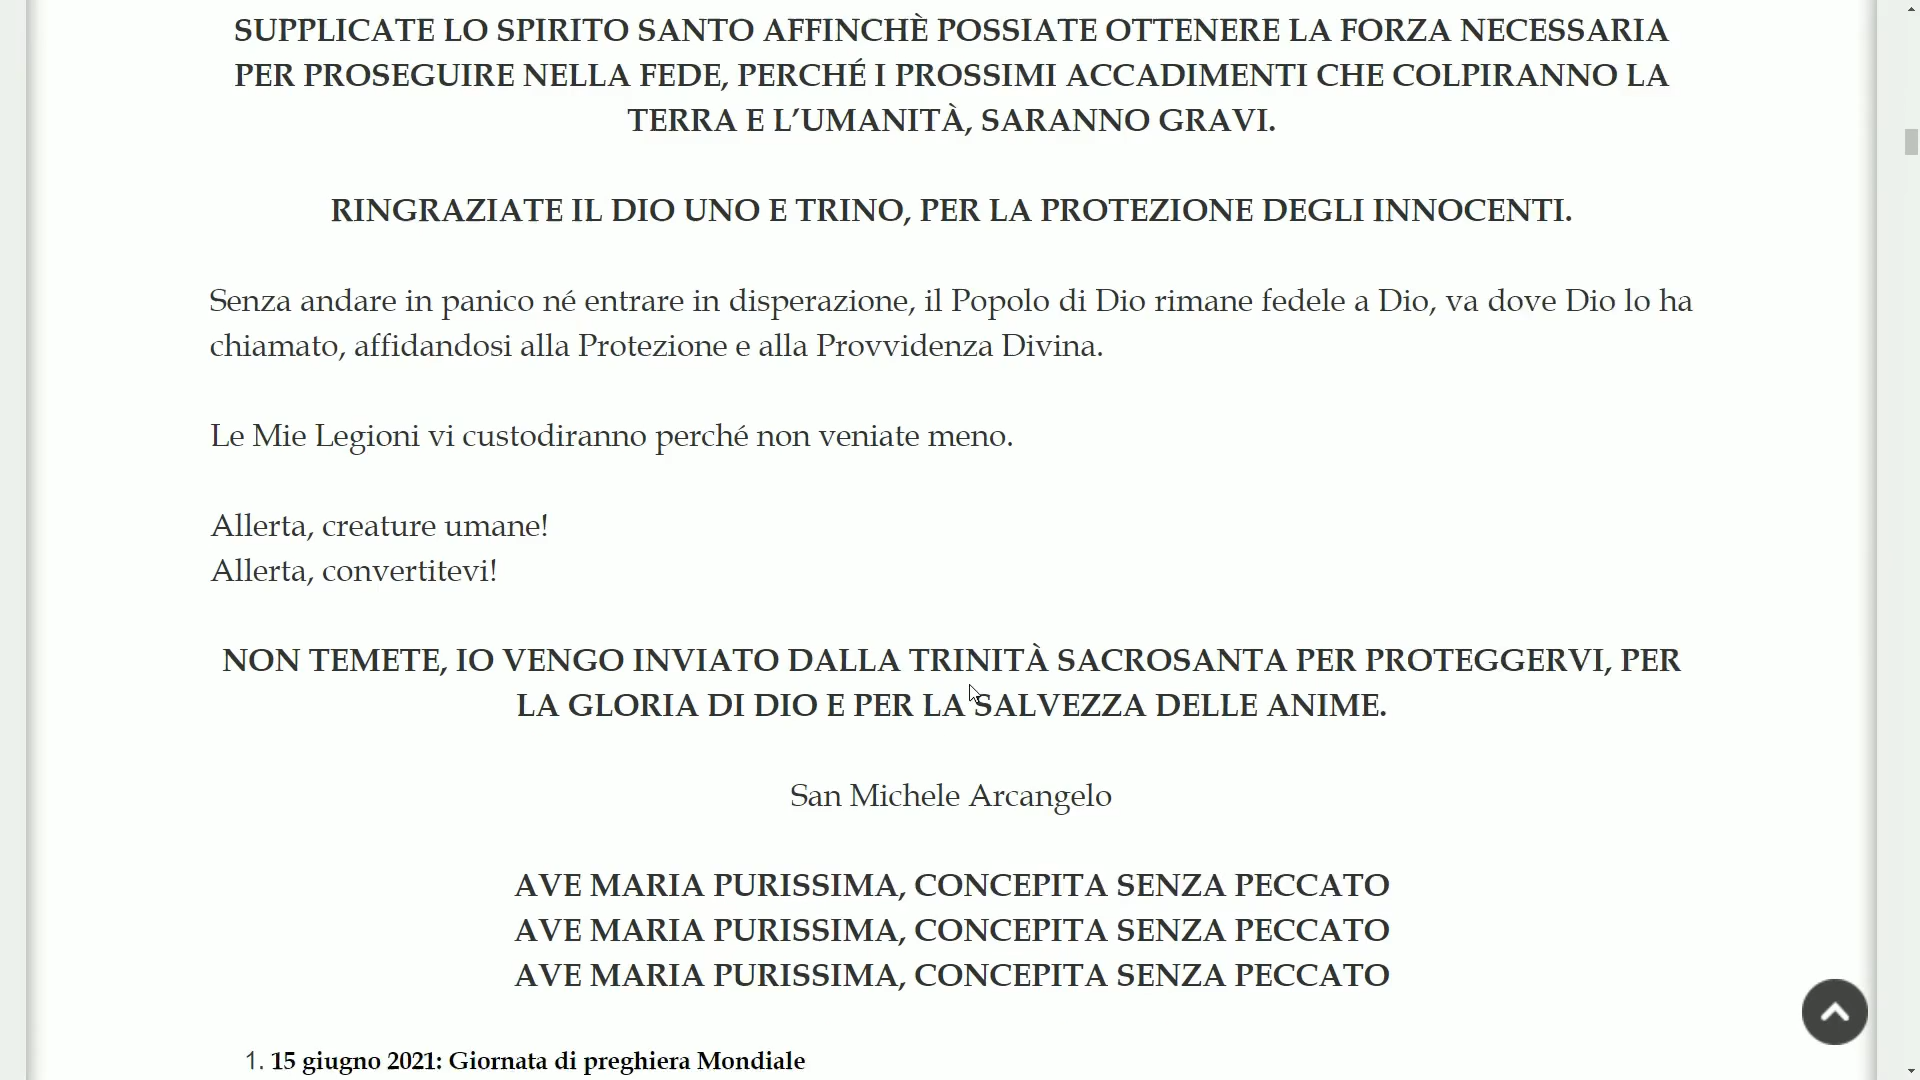 SUPPLICATE LO SPIRITO SANTO AFFINCHÈ POSSIATE OTTENERE LA FORZA NECESSARIA
PER PROSEGUIRE NELLA FEDE, PERCHÉ I PROSSIMI ACCADIMENTI CHE COLPIRANNO LA
TERRA E L’UMANITÀ, SARANNO GRAVI.
RINGRAZIATE IL DIO UNO E TRINO, PER LA PROTEZIONE DEGLI INNOCENTI.
Senza andare in panico né entrare in disperazione, il Popolo di Dio rimane fedele a Dio, va dove Dio lo ha
chiamato, affidandosi alla Protezione e alla Provvidenza Divina.
Le Mie Legioni vi custodiranno perché non veniate meno.
Allerta, creature umane!
Allerta, convertitevi!
NON TEMETE, IO VENGO INVIATO DALLA TRINITÀ SACROSANTA PER PROTEGGERVI, PER
LA GLORIA DI DIO E PER LA SALVEZZA DELLE ANIME.
San Michele Arcangelo
AVE MARIA PURISSIMA, CONCEPITA SENZA PECCATO
AVE MARIA PURISSIMA, CONCEPITA SENZA PECCATO
AVE MARIA PURISSIMA, CONCEPITA SENZA PECCATO
1. 15 giugno 2021: Giornata di preghiera Mondiale